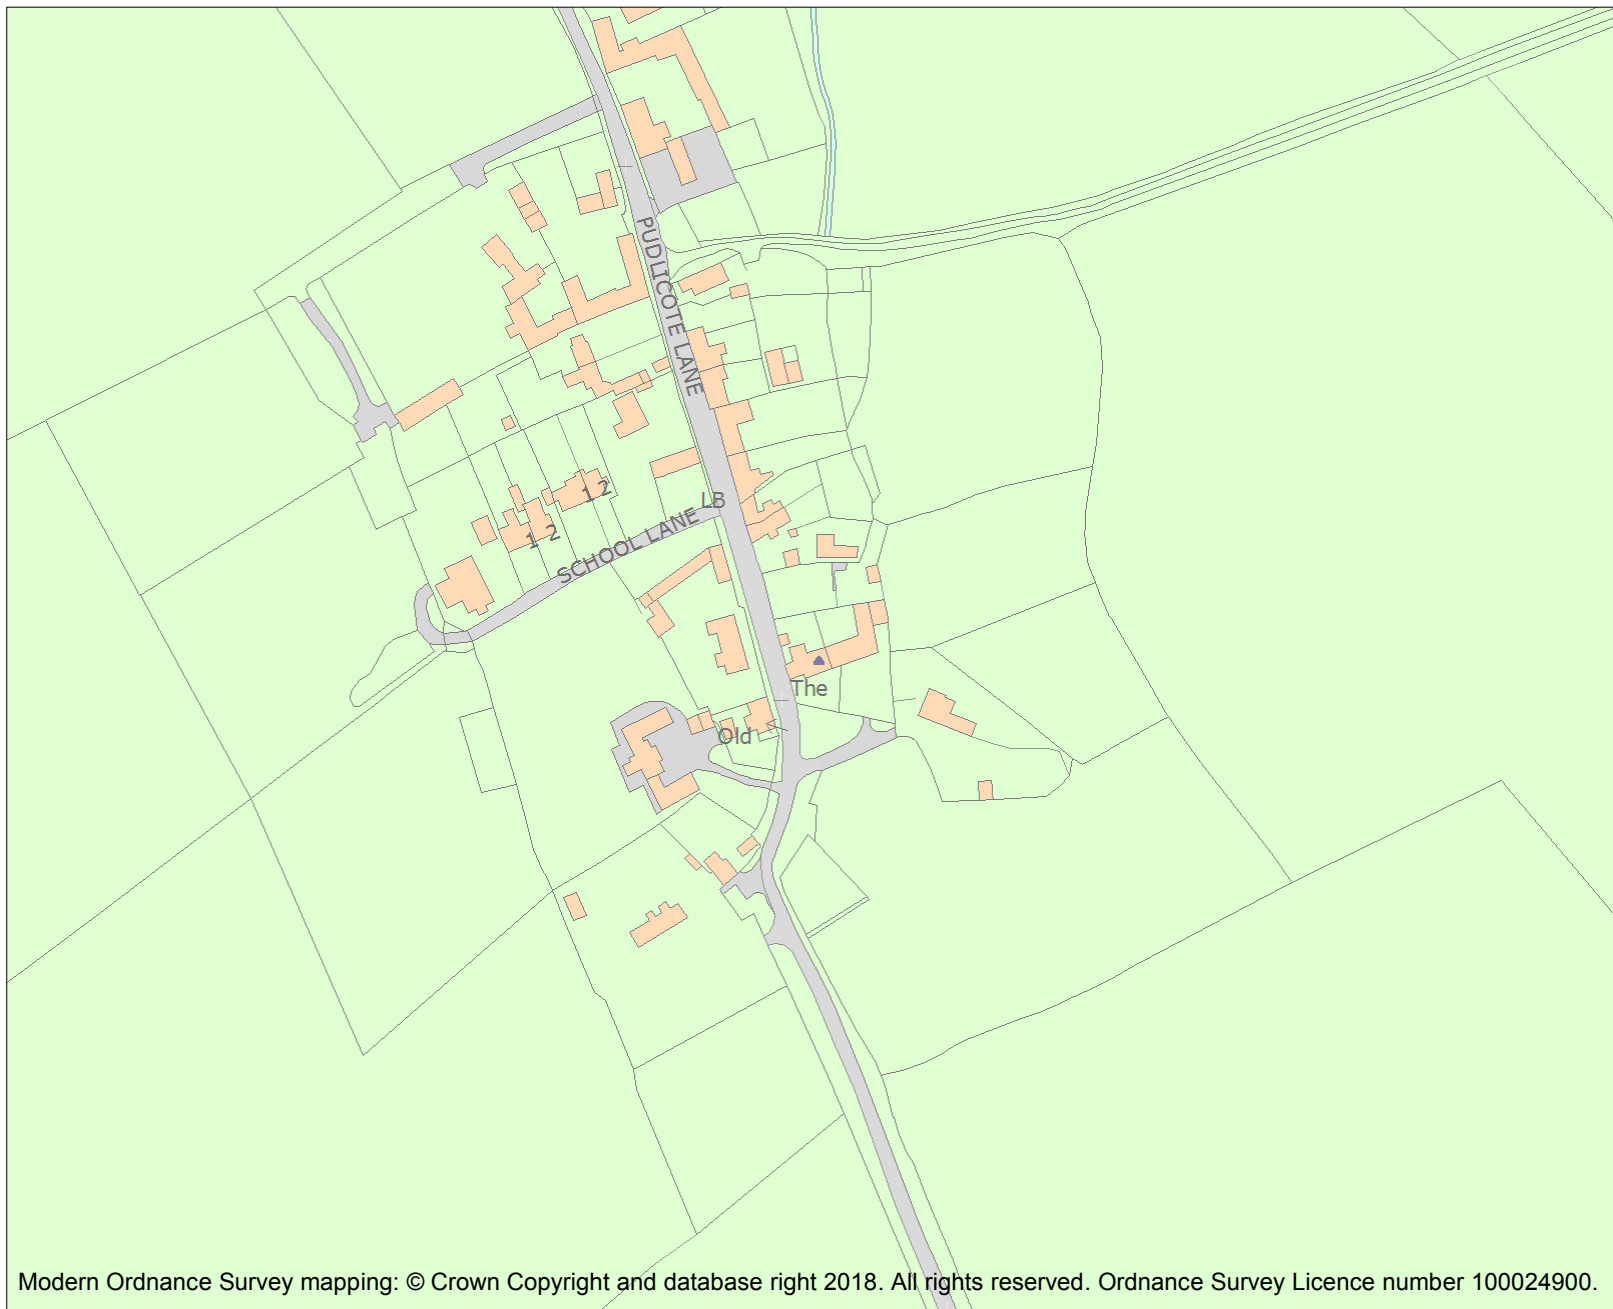 PUDLICOTE LANE
1 2
LB
1 2
SCHOOL LANE
The
Old
Modern Ordnance Survey mapping: © Crown Copyright and database right 2018. All rights reserved. Ordnance Survey Licence number 100024900.